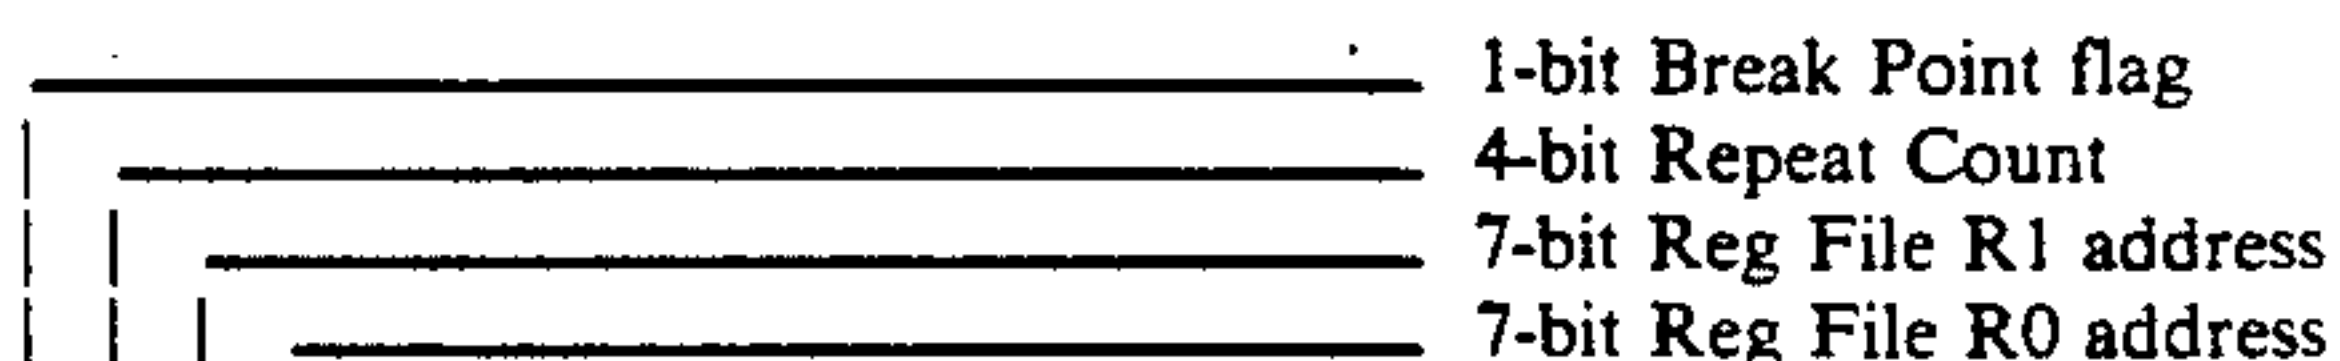 1-bit Break Point flag
4-bit Repeat Count
7-bit Reg File R1 address
7-bit Reg File R0 address